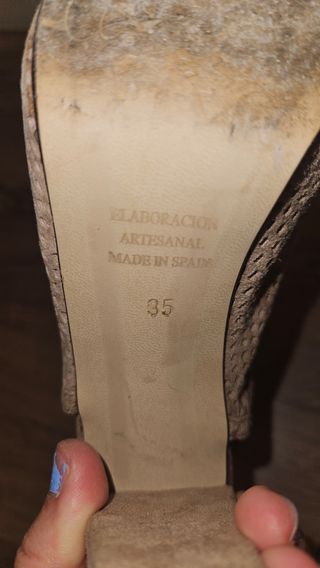 ELABORACION
ARTESANAL
MADE IN SPAIN
35